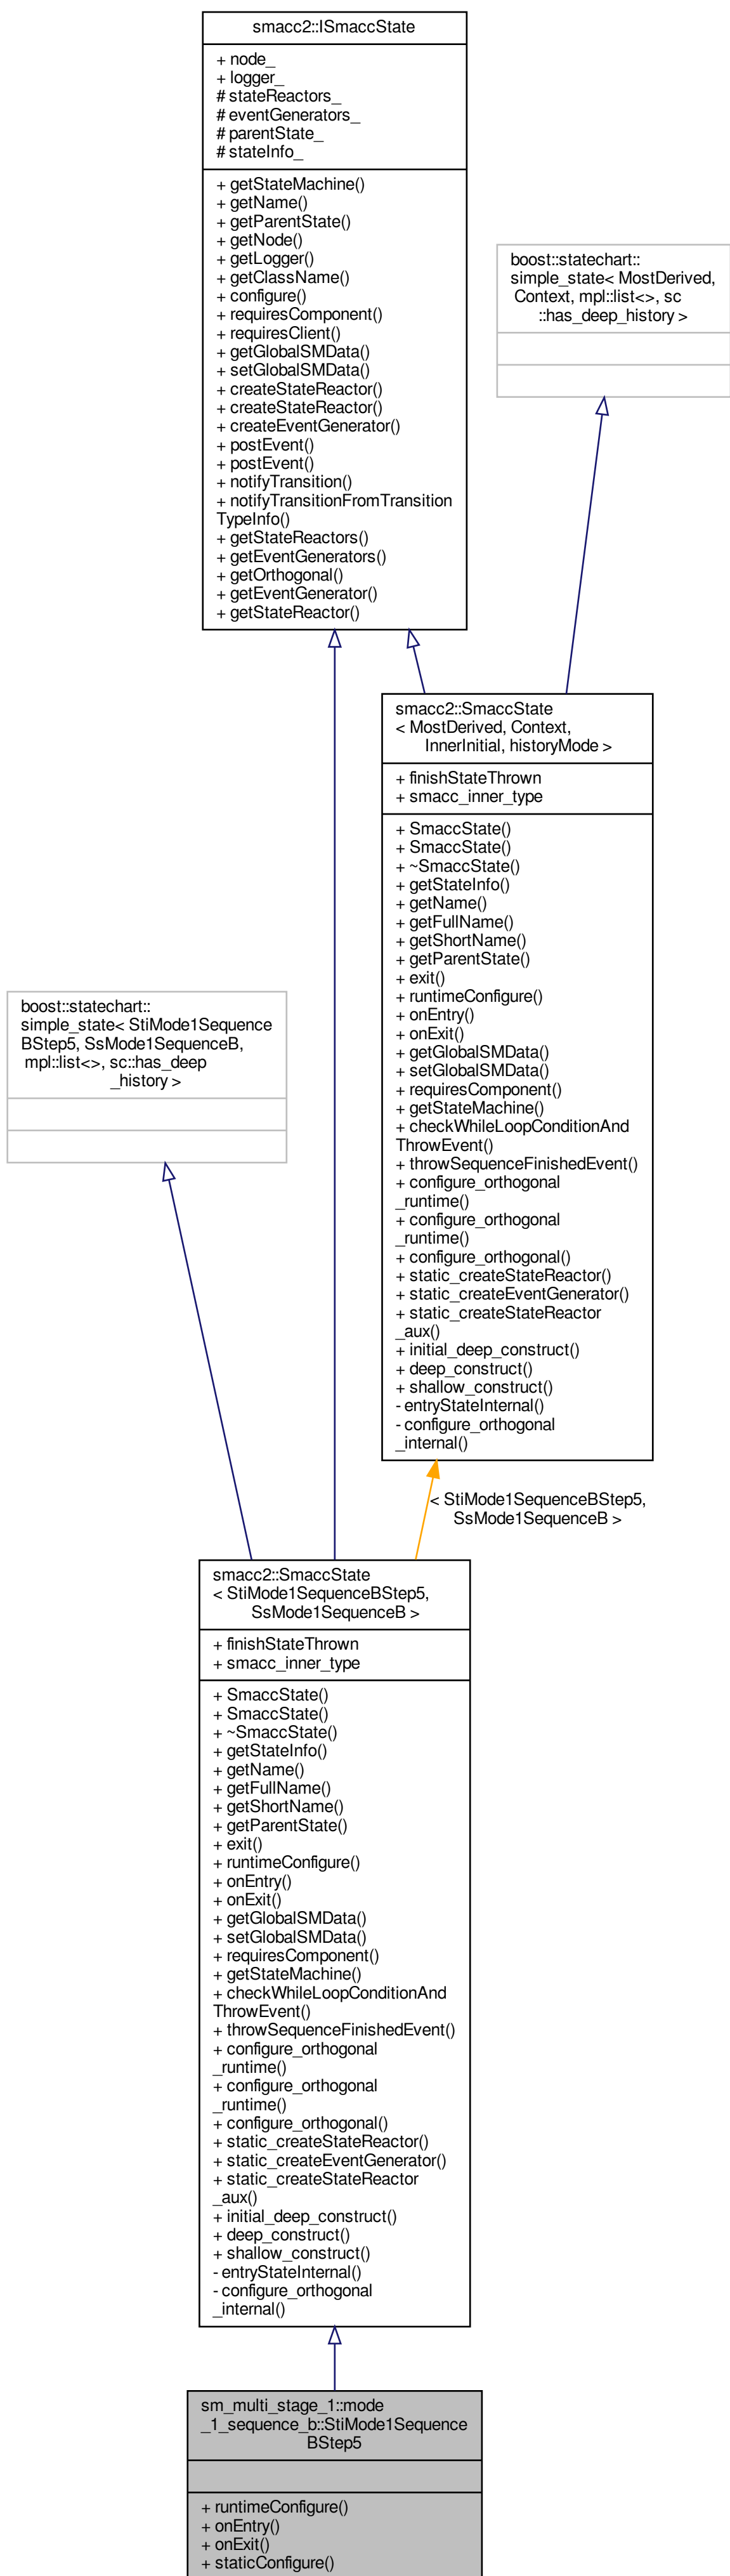 smacc2::ISmaccState
+ node_
+ logger_
# stateReactors_
# eventGenerators_
# parentState_
# stateInfo_
+ getStateMachine()
+ getName()
+ getParentState()
+ getNode()
+ getLogger()
+ getClassName()
+ configure()
+ requiresComponent()
+ requiresClient()
+ getGlobalSMData()
+ setGlobalSMData()
+ createStateReactor()
+ createStateReactor()
+ createEventGenerator()
+ postEvent()
+ postEvent()
+ notifyTransition()
+ notifyTransitionFromTransition
TypeInfo()
+ getStateReactors()
+ getEventGenerators()
+ getOrthogonal()
+ getEventGenerator()
+ getStateReactor()
boost::statechart::
simple_state< MostDerived,
Context, mpl::list<>, sc
::has_deep_history >
smacc2::SmaccState
< MostDerived, Context,
InnerInitial, historyMode >
+ finishStateThrown
+ smacc_inner_type
+ SmaccState()
+ SmaccState()
+ ~SmaccState()
+ getStateInfo()
+ getName()
+ getFullName()
+ getShortName()
+ getParentState()
+ exit()
+ runtimeConfigure()
+ onEntry()
+ onExit()
+ getGlobalSMData()
+ setGlobalSMData()
+ requiresComponent()
+ getStateMachine()
+ checkWhileLoopConditionAnd
ThrowEvent()
+ throwSequenceFinishedEvent()
+ configure_orthogonal
_runtime()
+ configure_orthogonal
_runtime()
+ configure_orthogonal()
+ static_createStateReactor()
+ static_createEventGenerator()
+ static_createStateReactor
_aux()
+ initial_deep_construct()
+ deep_construct()
+ shallow_construct()
- entryStateInternal()
- configure_orthogonal
_internal()
boost::statechart::
simple_state< StiMode1Sequence
BStep5, SsMode1SequenceB,
mpl::list<>, sc::has_deep
_history >
< StiMode1SequenceBStep5,
SsMode1SequenceB >
smacc2::SmaccState
< StiMode1SequenceBStep5,
SsMode1SequenceB >
+ finishStateThrown
+ smacc_inner_type
+ SmaccState()
+ SmaccState()
+ ~SmaccState()
+ getStateInfo()
+ getName()
+ getFullName()
+ getShortName()
+ getParentState()
+ exit()
+ runtimeConfigure()
+ onEntry()
+ onExit()
+ getGlobalSMData()
+ setGlobalSMData()
+ requiresComponent()
+ getStateMachine()
+ checkWhileLoopConditionAnd
ThrowEvent()
+ throwSequenceFinishedEvent()
+ configure_orthogonal
_runtime()
+ configure_orthogonal
_runtime()
+ configure_orthogonal()
+ static_createStateReactor()
+ static_createEventGenerator()
+ static_createStateReactor
_aux()
+ initial_deep_construct()
+ deep_construct()
+ shallow_construct()
- entryStateInternal()
- configure_orthogonal
_internal()
sm_multi_stage_1::mode
_1_sequence_b::StiMode1Sequence
BStep5
+ runtimeConfigure()
+ onEntry()
+ onExit()
+ staticConfigure()